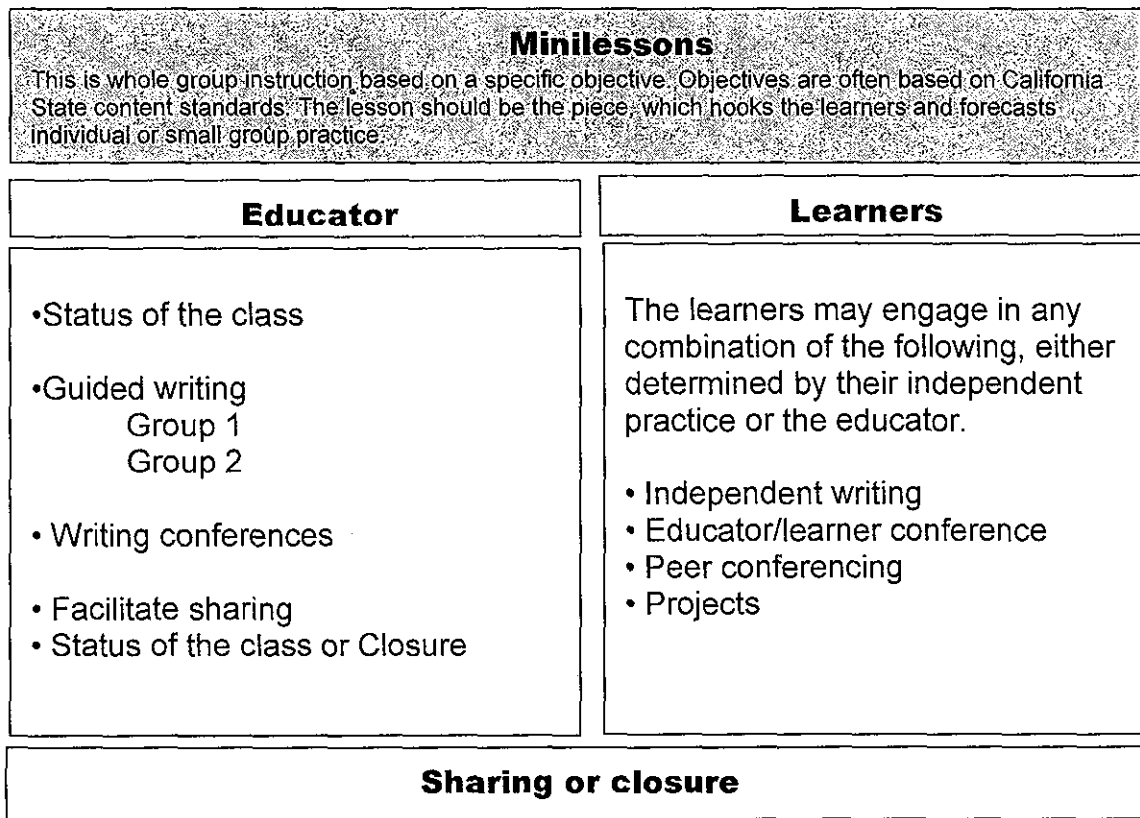 Minilessons
This is whole group instruction based on a specific objective. Objectives are often based on California
State content standards. The lesson should be the piece, which hooks the learners and forecasts
individual or small group practice.
Educator
Learners
•Status of the class
•Guided writing
Group 1
Group 2
• Writing conferences
• Facilitate sharing
• Status of the class or Closure
The learners may engage in any
combination of the following, either
determined by their independent
practice or the educator.
• Independent writing
• Educator/learner conference
• Peer conferencing
• Projects
Sharing or closure